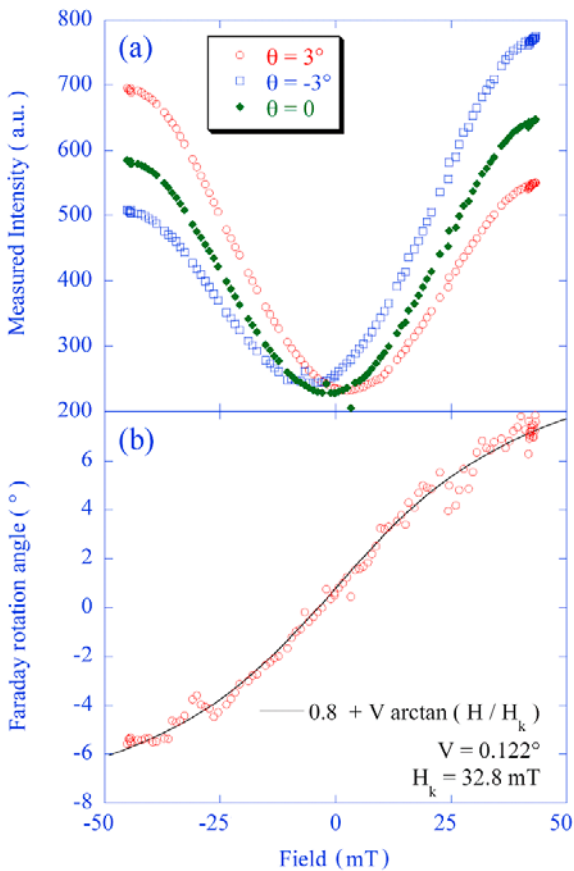 800
700
600
500
400
300
200
Measured Intensity ( a.u. )
(a)
θ = 3°
θ = -3°
θ = 0
(b)
6
4
2
0
-2
-4
-6
-8
Faraday rotation angle ( ° )
0.8 + V arctan ( H / Hk )
V = 0.122°
Hk = 32.8 mT
-50 -25 0 25 50
Field (mT)